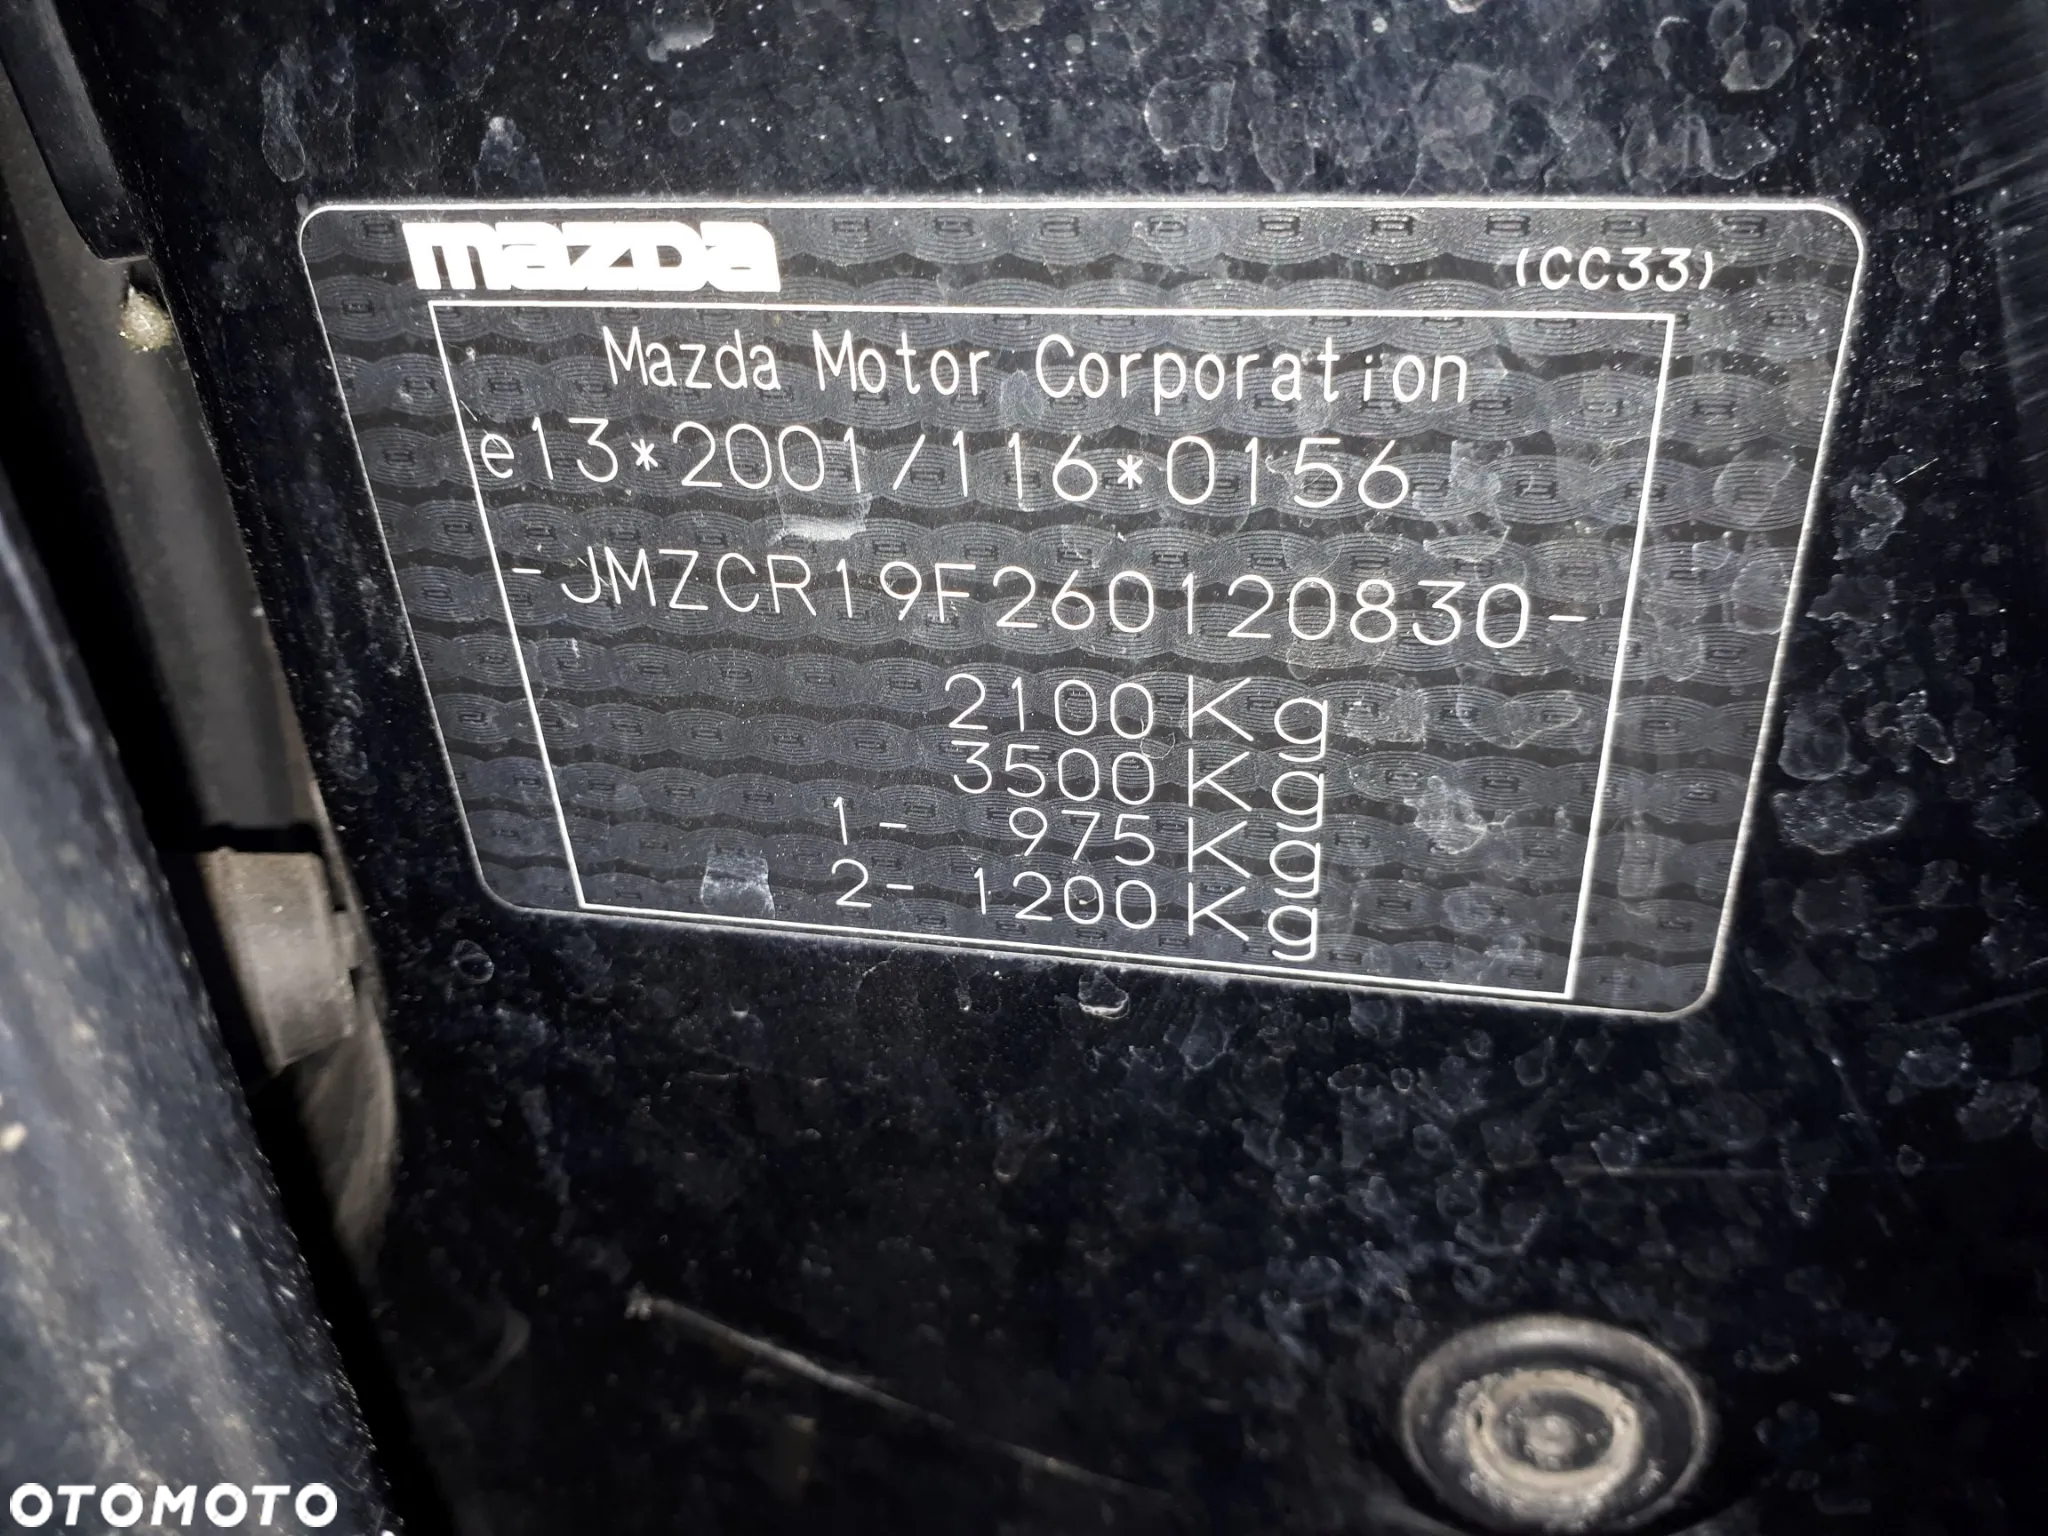 mazda
(CC33)
Mazda Motor Corporation
e13*2001/116*0156
-JMZCR19F260120830-
2100Kg
3500Kg
1- 975Kg
2- 1200Kg
OTOMOTO